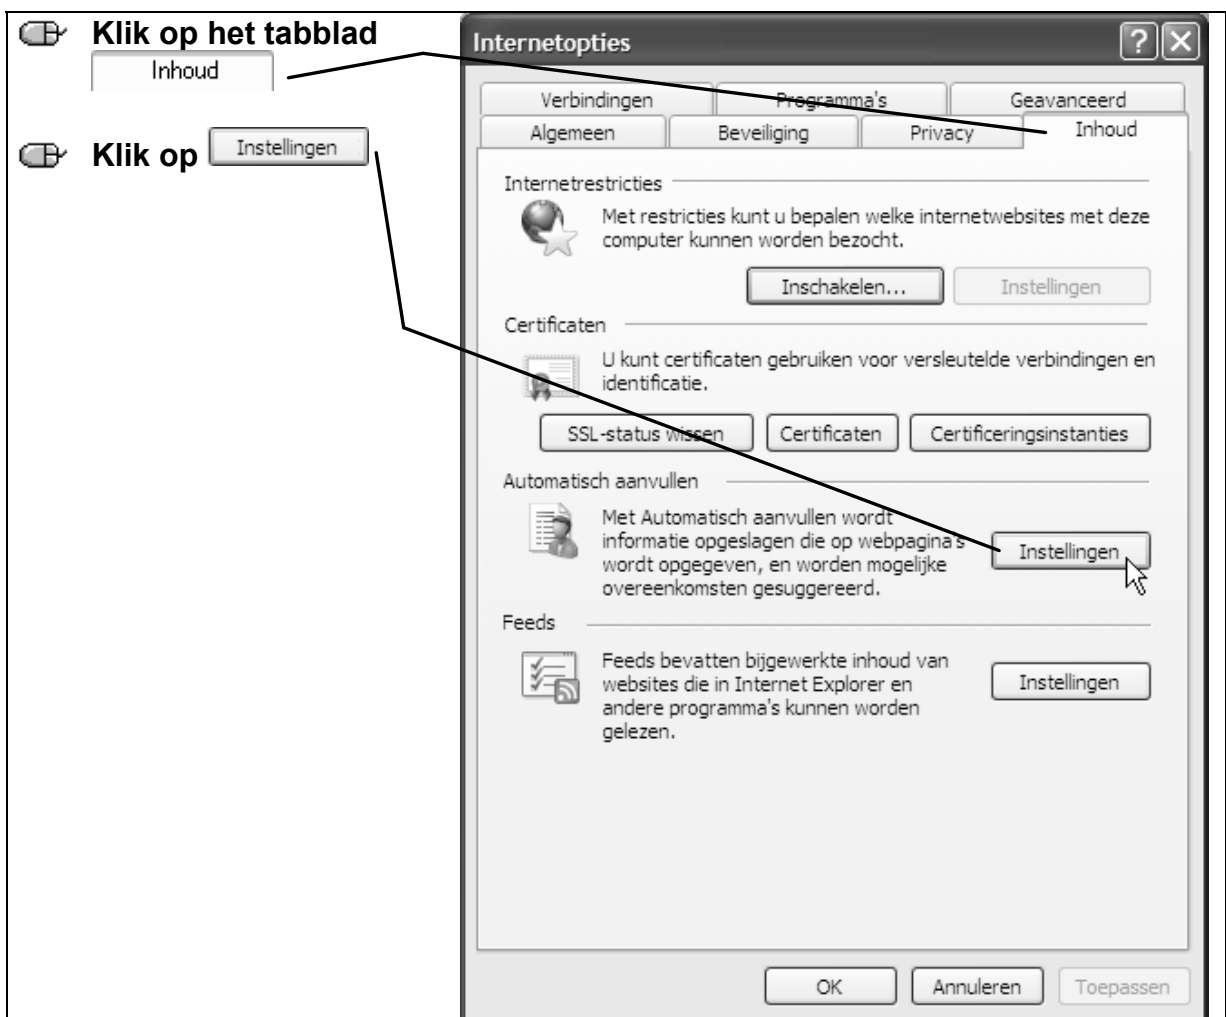 Klik op het tabblad
Inhoud
Klik op Instellingen
Internetopties
Verbindingen Programma's Geavanceerd
Algemeen Beveiliging Privacy Inhoud
Internetrestricties
Met restricties kunt u bepalen welke internetwebsites met deze
computer kunnen worden bezocht.
Inschakelen... Instellingen
Certificaten
U kunt certificaten gebruiken voor versleutelde verbindingen en
identificatie.
SSL-status wissen Certificaten Certificeringsinstanties
Automatisch aanvullen
Met Automatisch aanvullen wordt
informatie opgeslagen die op webpagina's
wordt opgegeven, en worden mogelijke
overeenkomsten gesuggereerd.
Instellingen
Feeds
Feeds bevatten bijgewerkte inhoud van
websites die in Internet Explorer en
andere programma's kunnen worden
gelezen.
Instellingen
OK Annuleren Toepassen